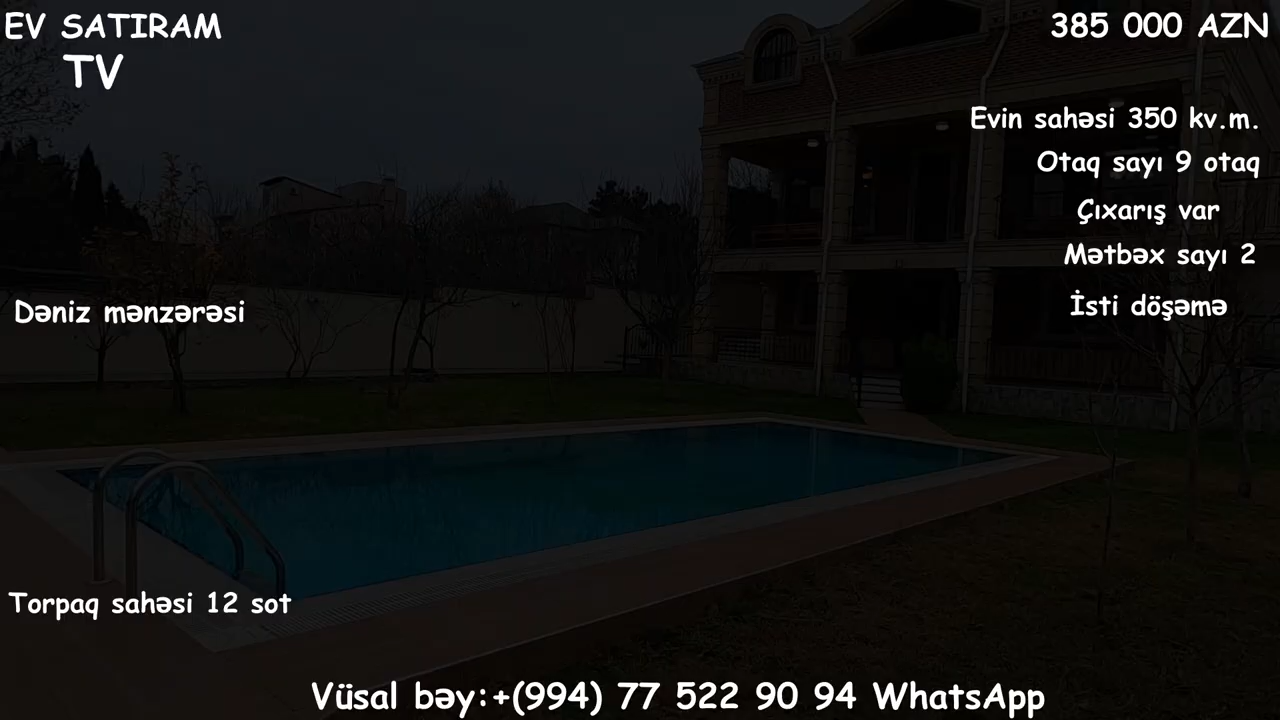 EV SATIRAM
TV
385 000 AZN
Evin sahəsi 350 kv.m.
Otaq sayı 9 otaq
Çıxarış var
Mətbəx sayı 2
İsti döşəmə
Dəniz mənzərəsi
Torpaq sahəsi 12 sot
Vüsal bəy:+(994) 77 522 90 94 WhatsApp